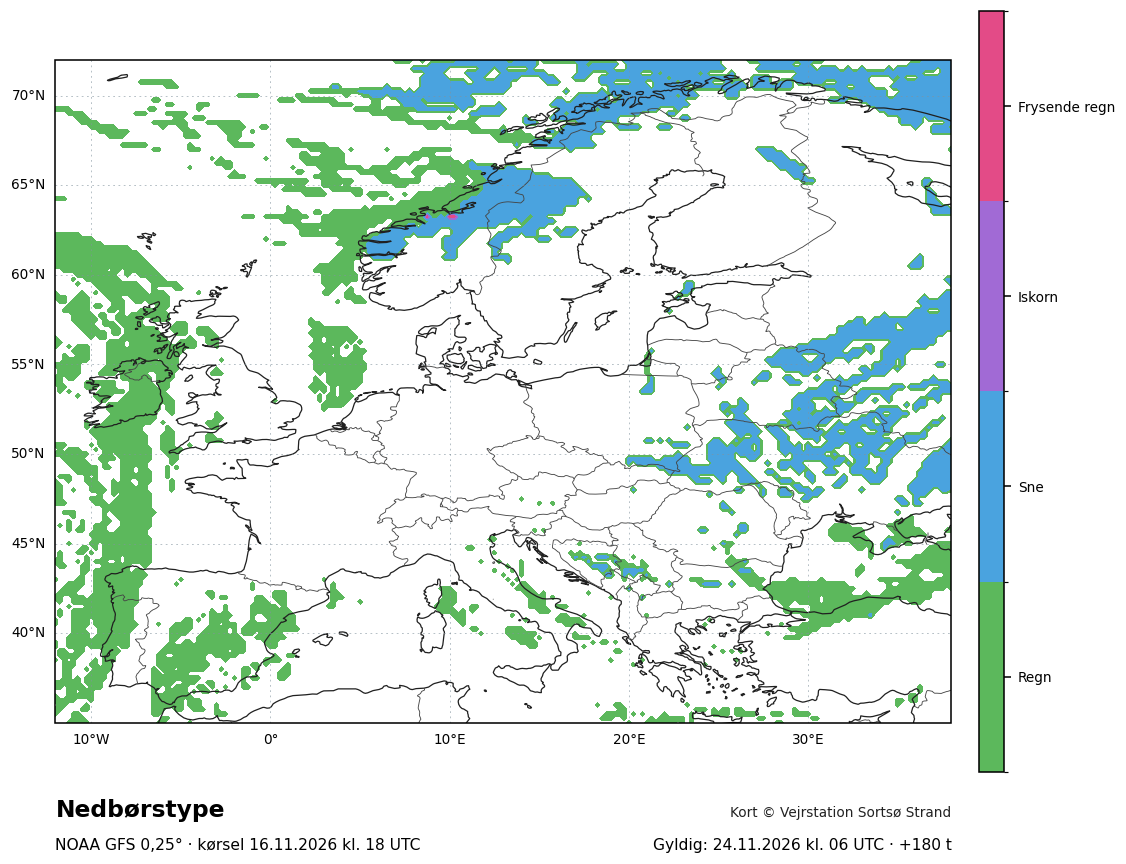 70°N
65°N
60°N
55°N
50°N
45°N
40°N
10°W
0°
10°E
20°E
30°E
Frysende regn
Iskorn
Sne
Regn
Nedbørstype
Kort © Vejrstation Sortsø Strand
NOAA GFS 0,25° · kørsel 16.11.2026 kl. 18 UTC
Gyldig: 24.11.2026 kl. 06 UTC · +180 t